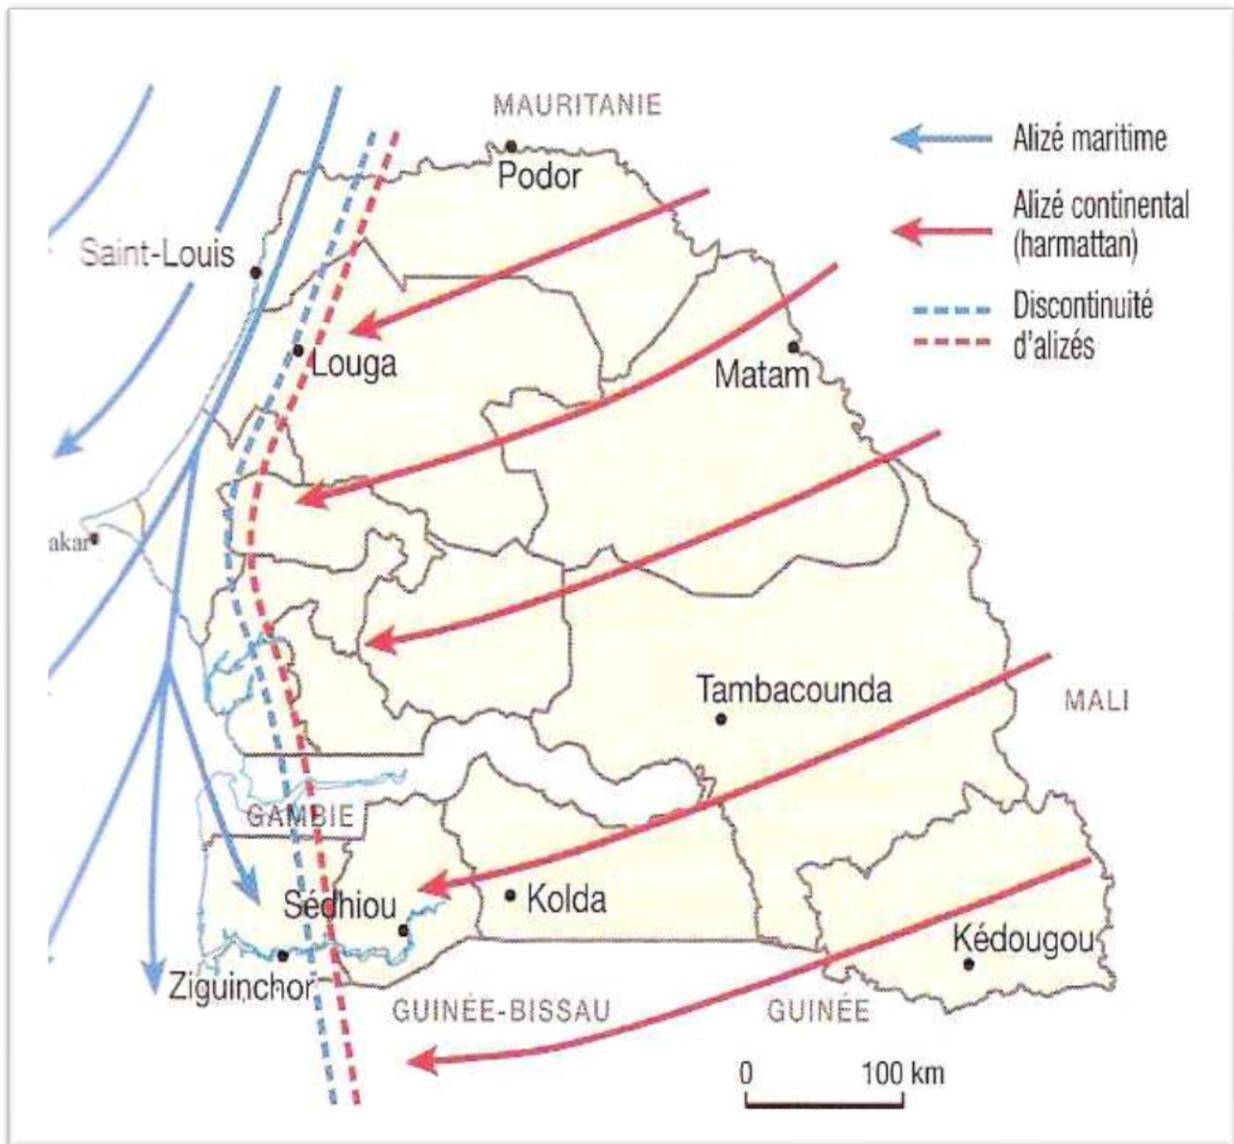 MAURITANIE
Podor
Alizé maritime
Alizé continental
(harmattan)
Discontinuité
d'alizés
Saint-Louis
Louga
Matam
akar
Tambacounda
MALI
GAMBIE
Sédhiou
Kolda
Kédougou
Ziguinchor
GUINÉE-BISSAU
GUINÉE
0 100 km